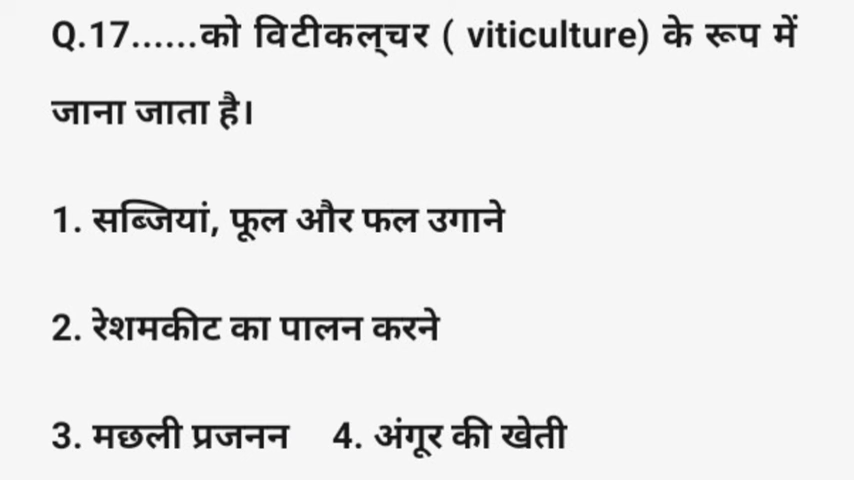 Q.17......को विटीकल्चर ( viticulture) के रूप में
जाना जाता है।
1. सब्जियां, फूल और फल उगाने
2. रेशमकीट का पालन करने
3. मछली प्रजनन 4. अंगूर की खेती